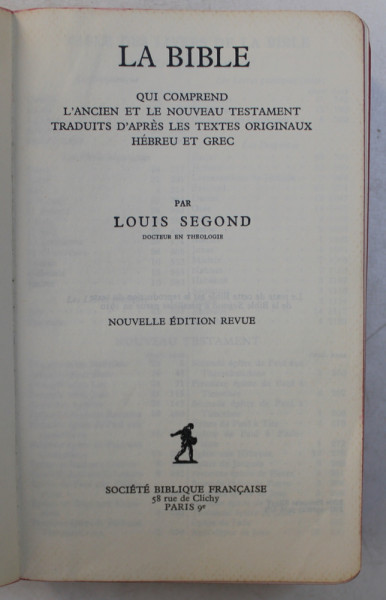 LA BIBLE
QUI COMPREND
L'ANCIEN ET LE NOUVEAU TESTAMENT
TRADUITS D'APRÈS LES TEXTES ORIGINAUX
HÉBREU ET GREC
PAR
LOUIS SEGOND
DOCTEUR EN THÉOLOGIE
NOUVELLE ÉDITION REVUE
SOCIÉTÉ BIBLIQUE FRANÇAISE
58 rue de Clichy
PARIS 9e